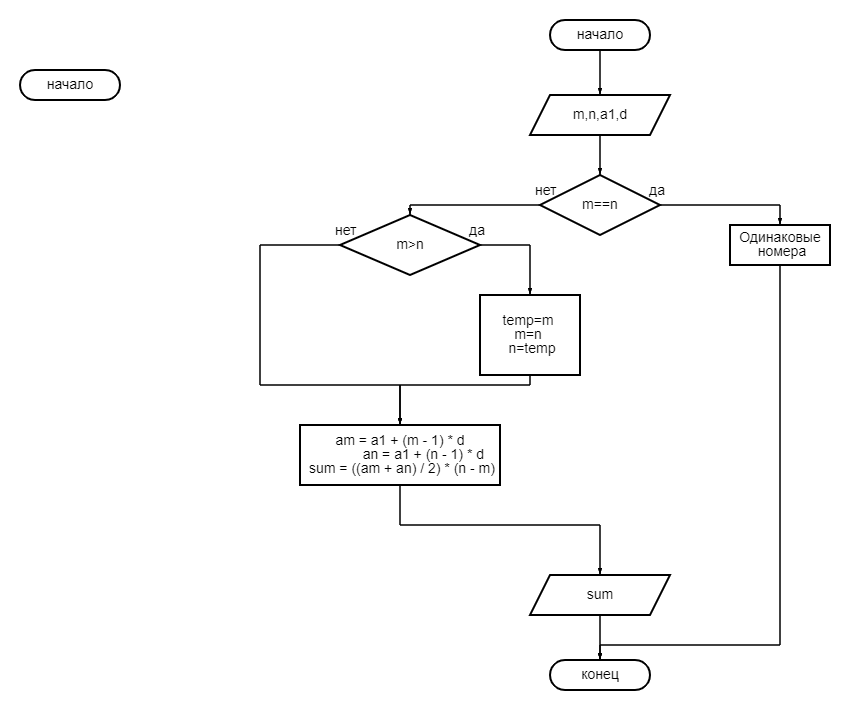 начало
начало
m,n,a1,d
нет
да
m==n
нет
да
m>n
Одинаковые
номера
temp=m
m=n
n=temp
am = a1 + (m - 1) * d
an = a1 + (n - 1) * d
sum = ((am + an) / 2) * (n - m)
sum
конец